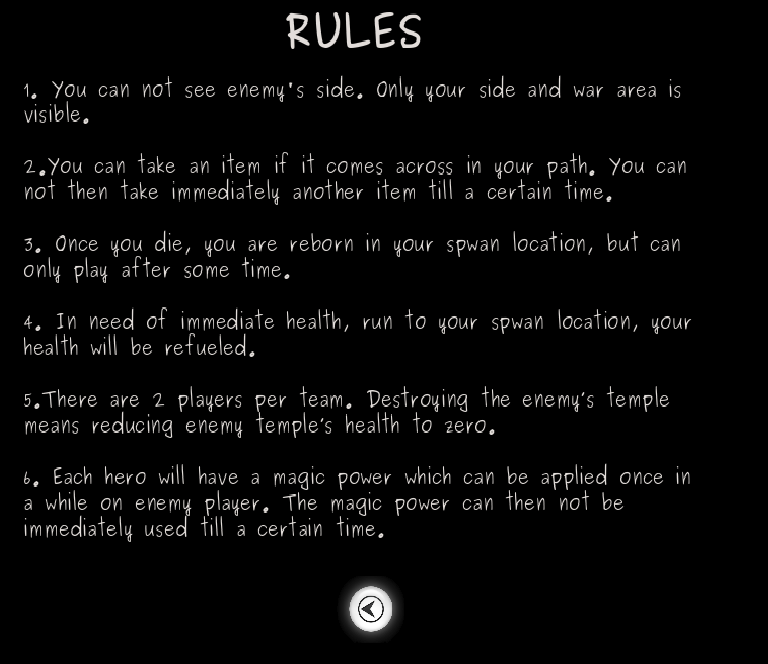 RULES
1. You can not see enemy's side. Only your side and war area is
visible.
2.You can take an item if it comes across in your path. You can
not then take immediately another item till a certain time.
3. Once you die, you are reborn in your spwan location, but can
only play after some time.
4. In need of immediate health, run to your spwan location, your
health will be refueled.
5.There are 2 players per team. Destroying the enemy's temple
means reducing enemy temple's health to zero.
6. Each hero will have a magic power which can be applied once in
a while on enemy player. The magic power can then not be
immediately used till a certain time.